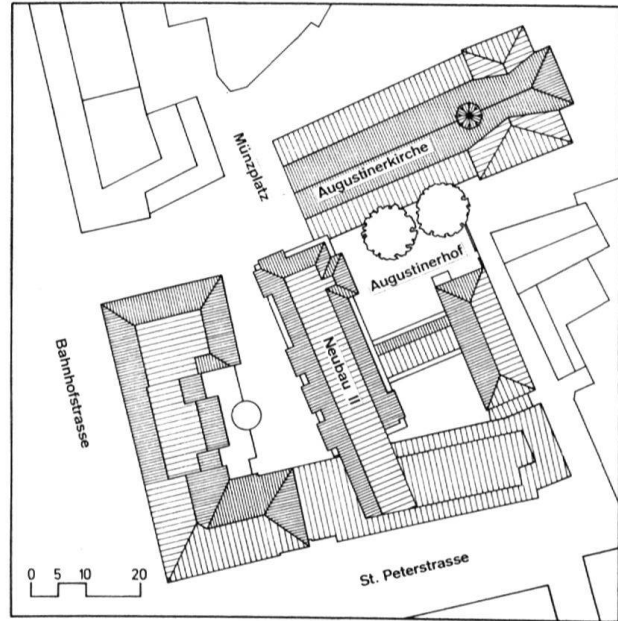 Münzplatz
Augustinerkirche
Augustinerhof
Neubau II
Bahnhofstrasse
St. Peterstrasse
0 5 10 20